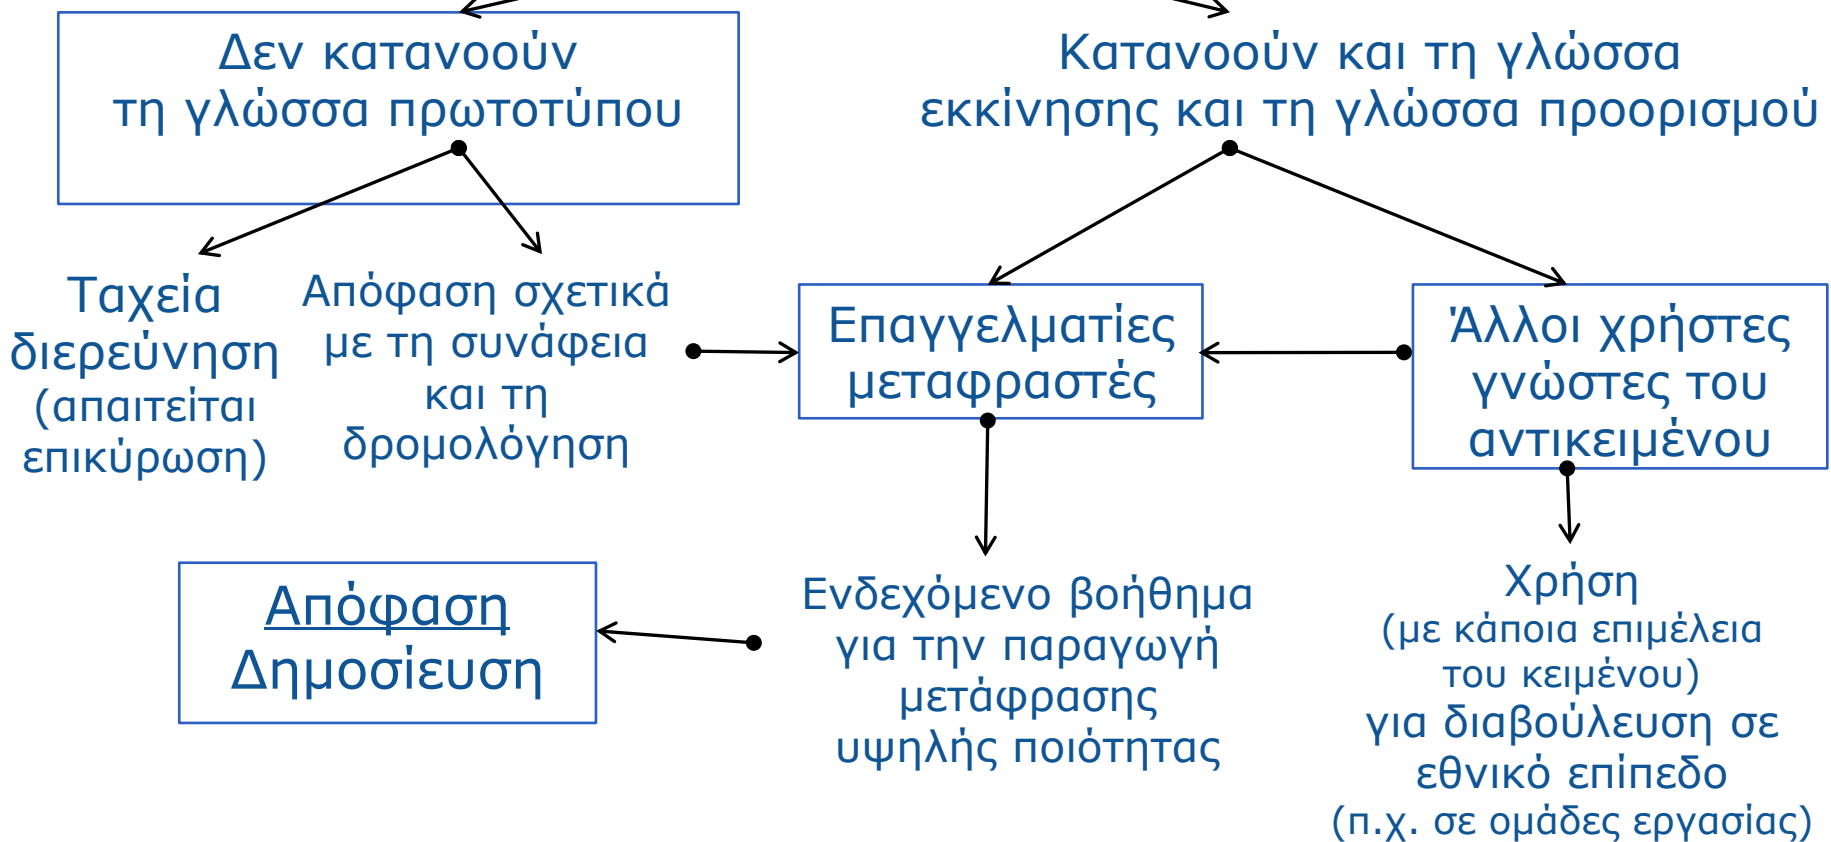 Δεν κατανοούν
τη γλώσσα πρωτοτύπου
Κατανοούν και τη γλώσσα
εκκίνησης και τη γλώσσα προορισμού
Ταχεία
διερεύνηση
(απαιτείται
επικύρωση)
Απόφαση σχετικά
με τη συνάφεια
και τη
δρομολόγηση
Επαγγελματίες
μεταφραστές
Άλλοι χρήστες
γνώστες του
αντικειμένου
Απόφαση
Δημοσίευση
Ενδεχόμενο βοήθημα
για την παραγωγή
μετάφρασης
υψηλής ποιότητας
Χρήση
(με κάποια επιμέλεια
του κειμένου)
για διαβούλευση σε
εθνικό επίπεδο
(π.χ. σε ομάδες εργασίας)